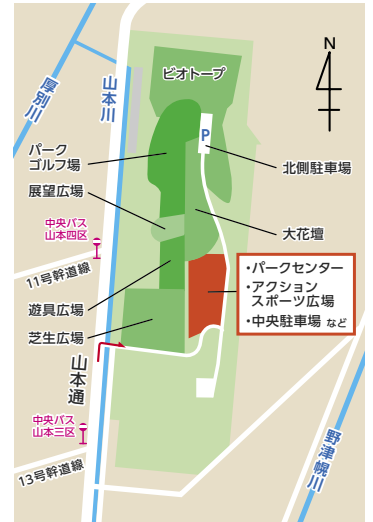 N
ビオトープ
厚別川
山本川
P
パーク
ゴルフ場
北側駐車場
展望広場
中央バス
山本四区
大花壇
11号幹道線
・パークセンター
・アクション
スポーツ広場
・中央駐車場 など
遊具広場
芝生広場
山本通
中央バス
山本三区
野津幌川
13号幹道線